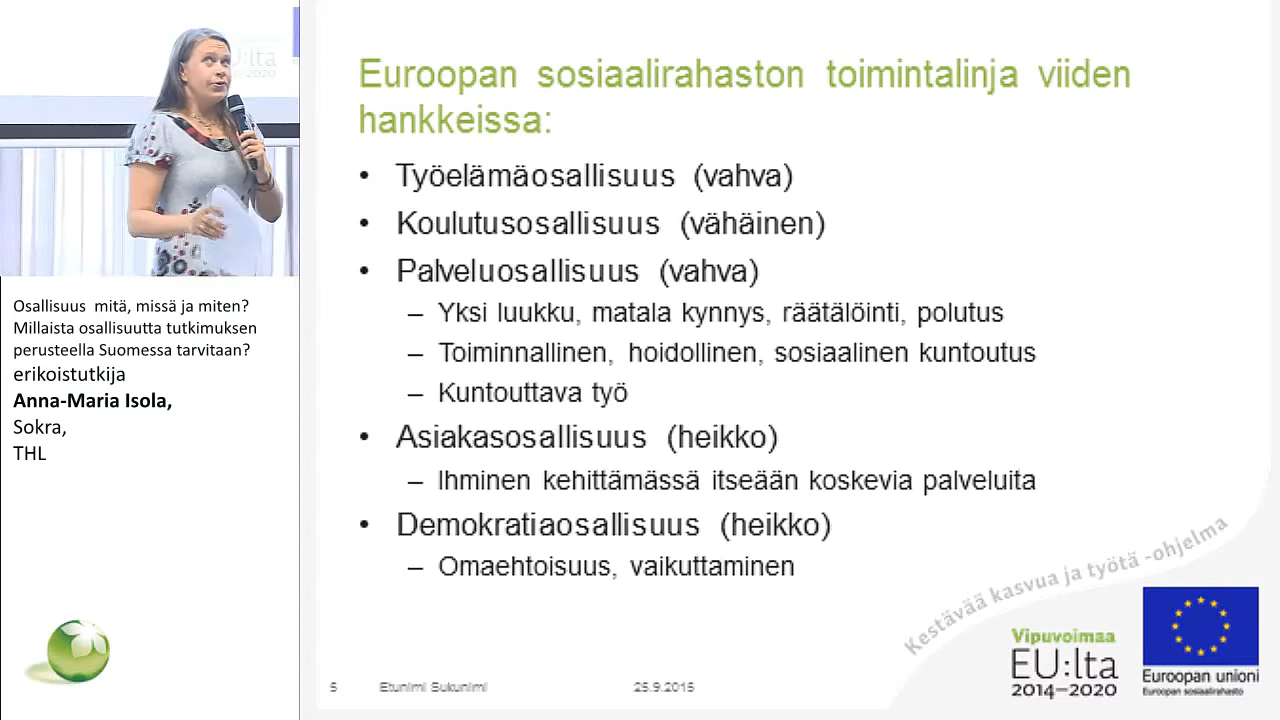 U:lta
-2020
Osallisuus mitä, missä ja miten?
Millaista osallisuutta tutkimuksen
perusteella Suomessa tarvitaan?
erikoistutkija
Anna-Maria Isola,
Sokra,
THL
Euroopan sosiaalirahaston toimintalinja viiden
hankkeissa:
• Työelämäosallisuus (vahva)
• Koulutusosallisuus (vähäinen)
• Palveluosallisuus (vahva)
– Yksi luukku, matala kynnys, räätälöinti, polutus
– Toiminnallinen, hoidollinen, sosiaalinen kuntoutus
– Kuntouttava työ
• Asiakasosallisuus (heikko)
– Ihminen kehittämässä itseään koskevia palveluita
• Demokratiaosallisuus (heikko)
– Omaehtoisuus, vaikuttaminen
Kestävää kasvua ja työtä -ohjelma
Vipuvoimaa
EU:lta
2014–2020
Euroopan unioni
Euroopan sosiaalirahasto
5 Etunimi Sukunimi 25.9.2015